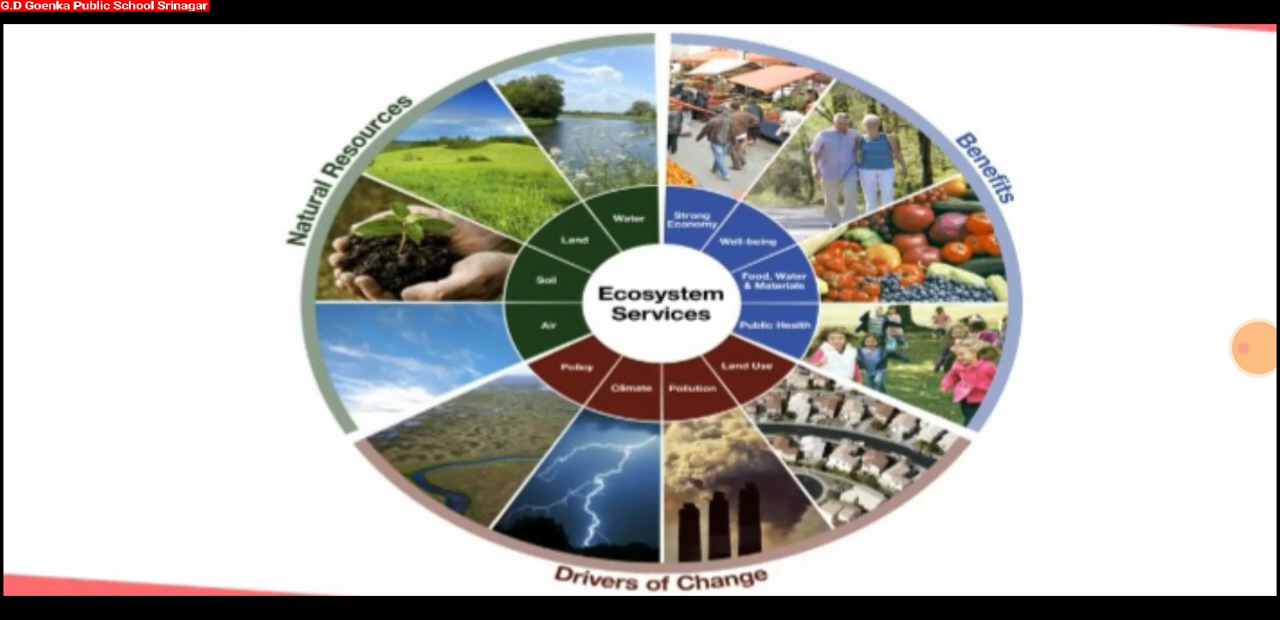 G.D Goenka Public School Srinagar
Natural Resources
Benefits
Water
Land
Soil
Air
Strong
Economy
Well-being
Food, Water
& Materials
Public Health
Ecosystem
Services
Policy
Climate
Pollution
Land Use
Drivers of Change